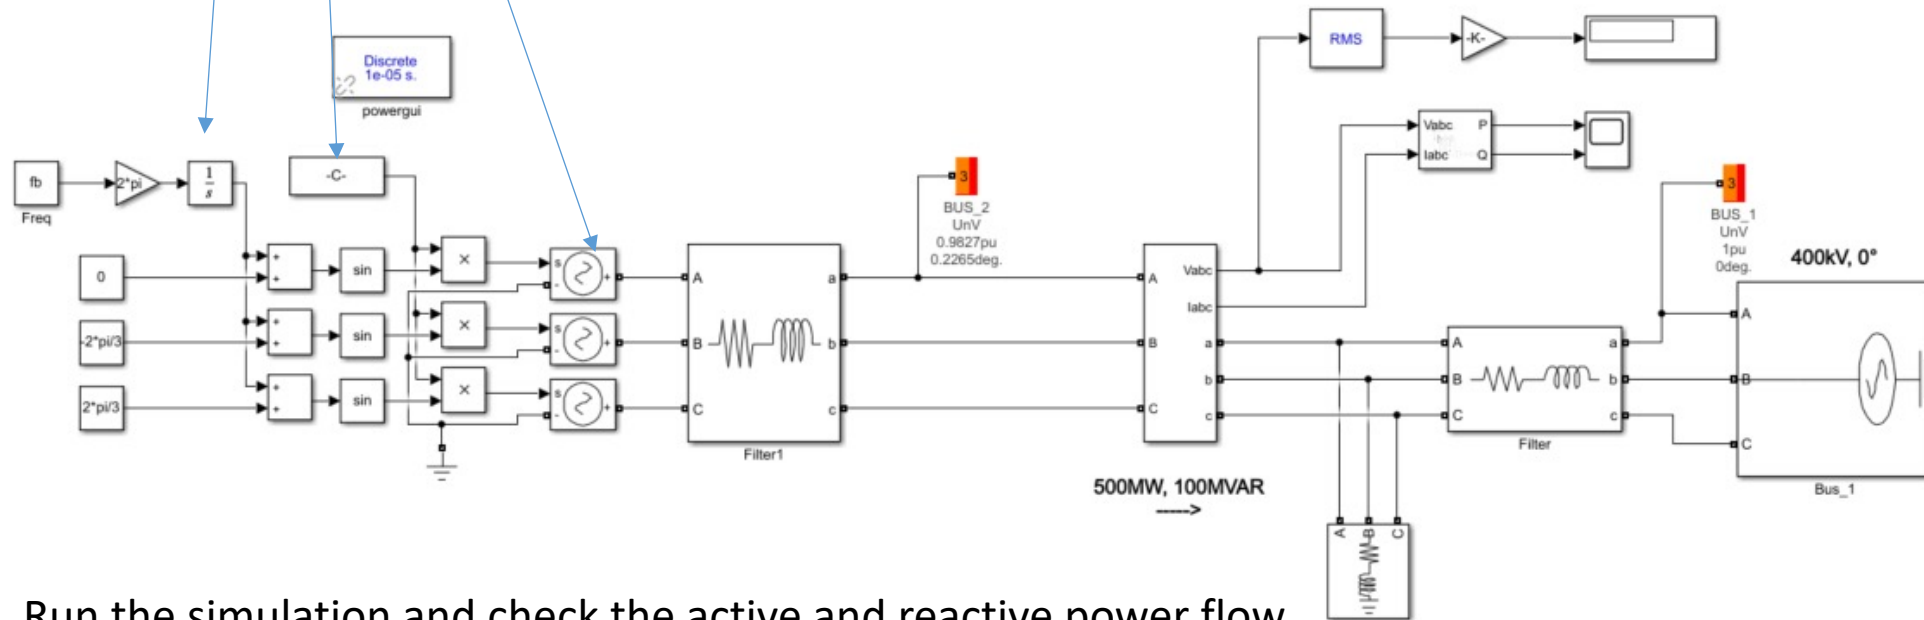 RMS
-K-
Discrete
1e-05 s.
powergui
Vabc P
Iabc Q
fb
Freq
2*pi
1
s
-C-
3
BUS_2
UnV
0.9827pu
0.2265deg.
3
BUS_1
UnV
1pu
0deg.
400kV, 0°
0
-2*pi/3
2*pi/3
+
+
sin
×
s
-
+
+
+
sin
×
s
-
+
+
+
sin
×
s
-
+
A a
B b
C c
Filter1
A
B
C
Vabc
Iabc
a
b
c
A a
B b
C c
Filter
A
B
C
Bus_1
500MW, 100MVAR
----->
A B C
Run the simulation and check the active and reactive power flow